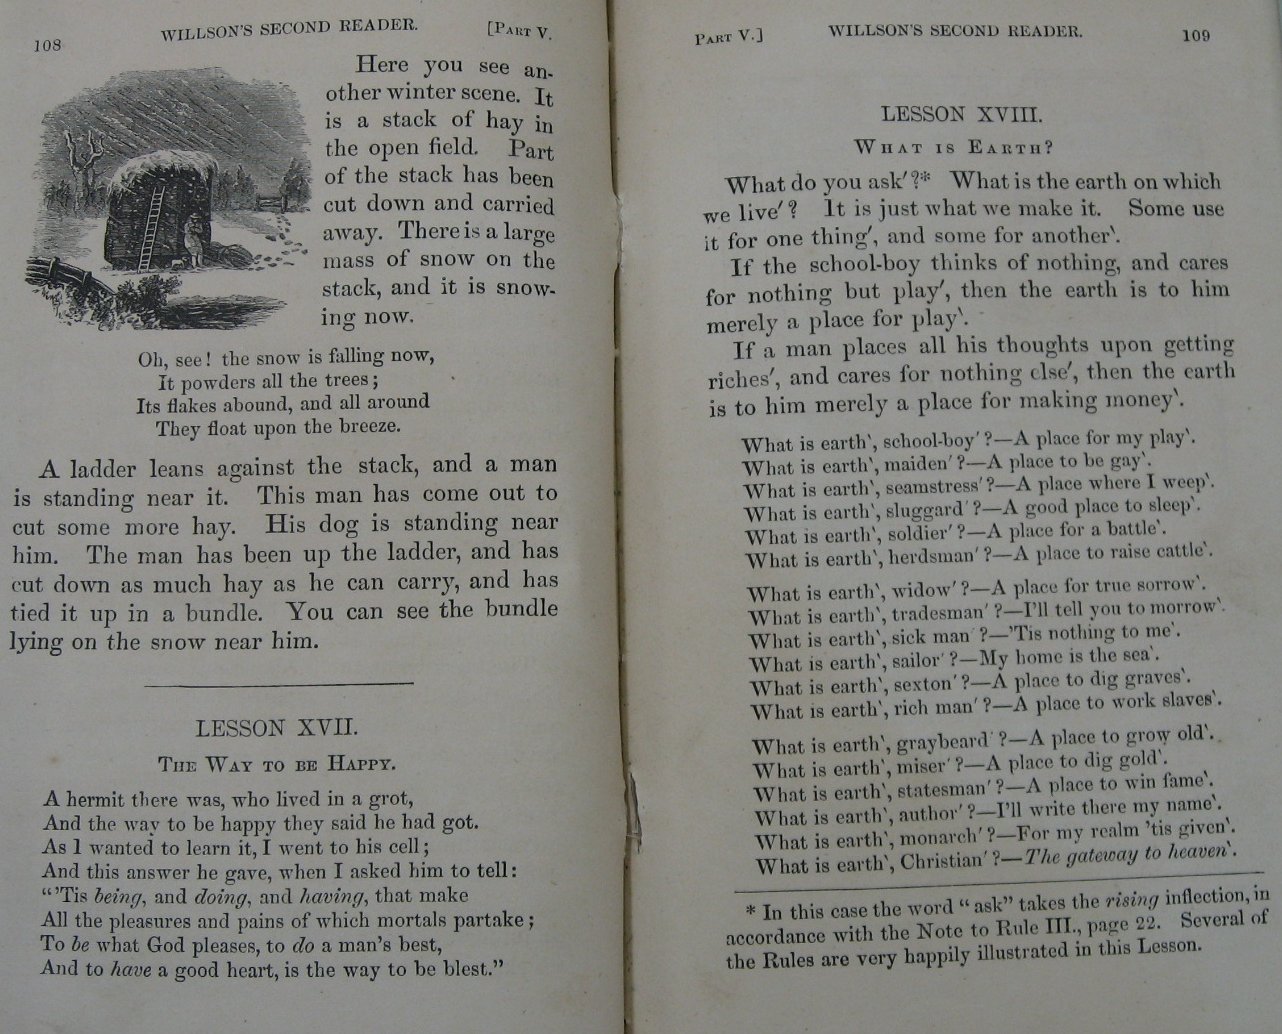 108
WILLSON'S SECOND READER.
[PART V.
Here you see an-
other winter scene. It
is a stack of hay in
the open field. Part
of the stack has been
cut down and carried
away. There is a large
mass of snow on the
stack, and it is snow-
ing now.
Oh, see! the snow is falling now,
It powders all the trees;
Its flakes abound, and all around
They float upon the breeze.
A ladder leans against the stack, and a man
is standing near it. This man has come out to
cut some more hay. His dog is standing near
him. The man has been up the ladder, and has
cut down as much hay as he can carry, and has
tied it up in a bundle. You can see the bundle
lying on the snow near him.
LESSON XVII.
THE WAY TO BE HAPPY.
A hermit there was, who lived in a grot,
And the way to be happy they said he had got.
As I wanted to learn it, I went to his cell;
And this answer he gave, when I asked him to tell:
"'Tis being, and doing, and having, that make
All the pleasures and pains of which mortals partake;
To be what God pleases, to do a man's best,
And to have a good heart, is the way to be blest."
PART V.]
WILLSON'S SECOND READER.
109
LESSON XVIII.
WHAT IS EARTH?
What do you ask′?* What is the earth on which
we live′? It is just what we make it. Some use
it for one thing′, and some for another‵.
If the school-boy thinks of nothing, and cares
for nothing but play′, then the earth is to him
merely a place for play‵.
If a man places all his thoughts upon getting
riches′, and cares for nothing else′, then the earth
is to him merely a place for making money‵.
What is earth‵, school-boy′?—A place for my play‵.
What is earth‵, maiden′?—A place to be gay‵.
What is earth‵, seamstress′?—A place where I weep‵.
What is earth‵, sluggard′?—A good place to sleep‵.
What is earth‵, soldier′?—A place for a battle‵.
What is earth‵, herdsman′?—A place to raise cattle‵.
What is earth‵, widow′?—A place for true sorrow‵.
What is earth‵, tradesman′?—I'll tell you to morrow‵.
What is earth‵, sick man′?—'Tis nothing to me‵.
What is earth‵, sailor′?—My home is the sea‵.
What is earth‵, sexton′?—A place to dig graves‵.
What is earth‵, rich man′?—A place to work slaves‵.
What is earth‵, graybeard′?—A place to grow old‵.
What is earth‵, miser′?—A place to dig gold‵.
What is earth‵, statesman′?—A place to win fame‵.
What is earth‵, author′?—I'll write there my name‵.
What is earth‵, monarch′?—For my realm 'tis given‵.
What is earth‵, Christian′?—The gateway to heaven‵.
* In this case the word "ask" takes the rising inflection, in
accordance with the Note to Rule III., page 22. Several of
the Rules are very happily illustrated in this Lesson.